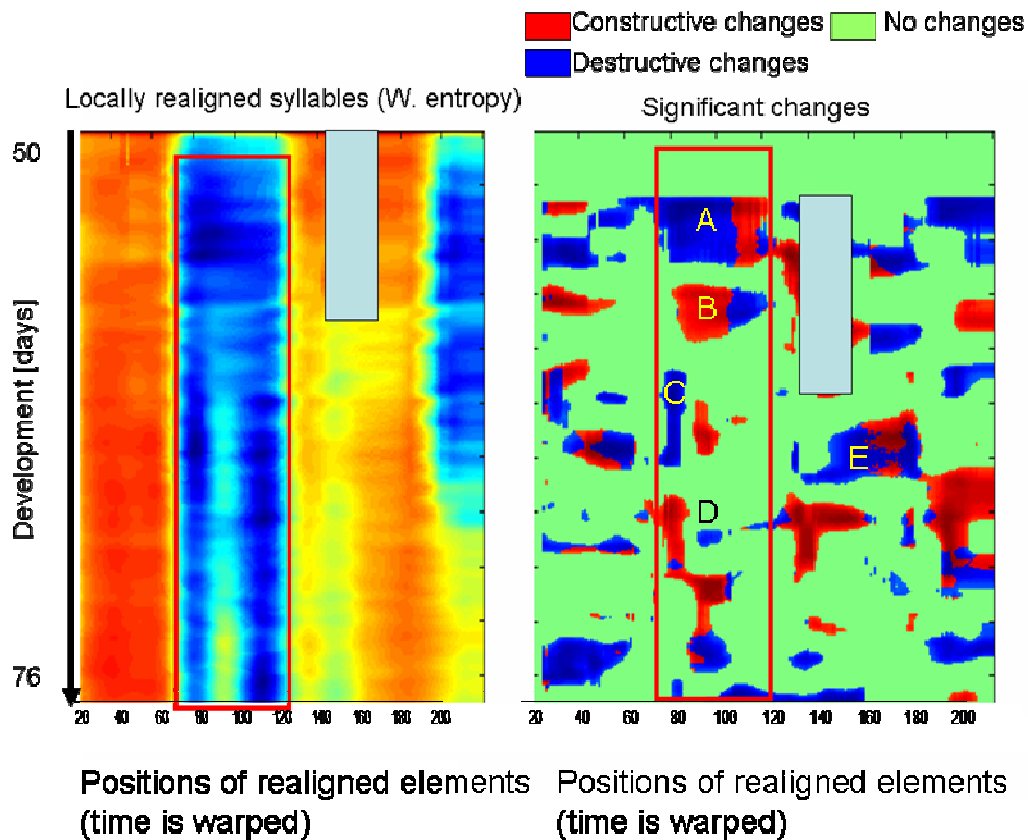 Constructive changes No changes
Destructive changes
Locally realigned syllables (W. entropy)
Significant changes
50
Development [days]
76
A
B
C
D
E
20 40 60 80 100 120 140 160 180 200
20 40 60 80 100 120 140 160 180 200
Positions of realigned elements
(time is warped)
Positions of realigned elements
(time is warped)